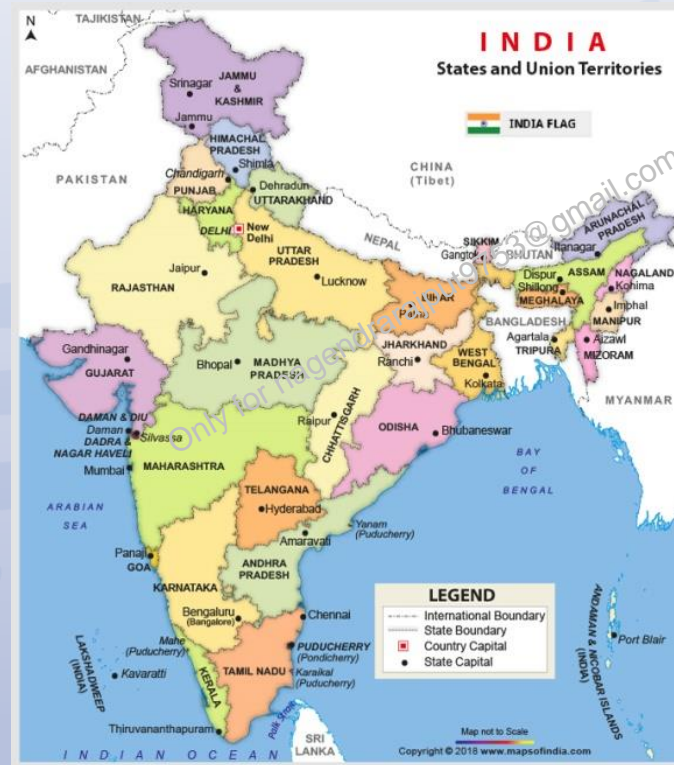 TAJIKISTAN
N
AFGHANISTAN
INDIA
States and Union Territories
INDIA FLAG
Srinagar
JAMMU
&
KASHMIR
Jammu
HIMACHAL
PRADESH
Shimla
Chandigarh
PUNJAB
Dehradun
UTTARAKHAND
PAKISTAN
CHINA
(Tibet)
HARYANA
DELHI
New
Delhi
UTTAR
PRADESH
Lucknow
NEPAL
SIKKIM
Gangtok
BHUTAN
ARUNACHAL
PRADESH
Itanagar
Dispur
ASSAM
NAGALAND
Kohima
Shillong
MEGHALAYA
Imphal
MANIPUR
BANGLADESH
Agartala
TRIPURA
Aizawl
MIZORAM
MYANMAR
Jaipur
RAJASTHAN
BIHAR
JHARKHAND
Ranchi
WEST
BENGAL
Kolkata
Gandhinagar
GUJARAT
Bhopal
MADHYA
PRADESH
Raipur
CHHATTISGARH
ODISHA
Bhubaneswar
DAMAN & DIU
Daman
DADRA &
NAGAR HAVELI
Silvassa
Mumbai
MAHARASHTRA
TELANGANA
Hyderabad
BAY
OF
BENGAL
ARABIAN
SEA
Amaravati
Yanam
(Puducherry)
Panaji
GOA
KARNATAKA
ANDHRA
PRADESH
Bengaluru
(Bangalore)
Chennai
Mahe
(Puducherry)
PUDUCHERRY
(Pondicherry)
Karaikal
(Puducherry)
TAMIL NADU
KERALA
LAKSHADWEEP
(INDIA)
Kavaratti
Thiruvananthapuram
Palk Strait
SRI
LANKA
INDIAN OCEAN
LEGEND
International Boundary
State Boundary
Country Capital
State Capital
ANDAMAN & NICOBAR ISLANDS
(INDIA)
Port Blair
Map not to Scale
Copyright © 2018 www.mapsofindia.com
Only for